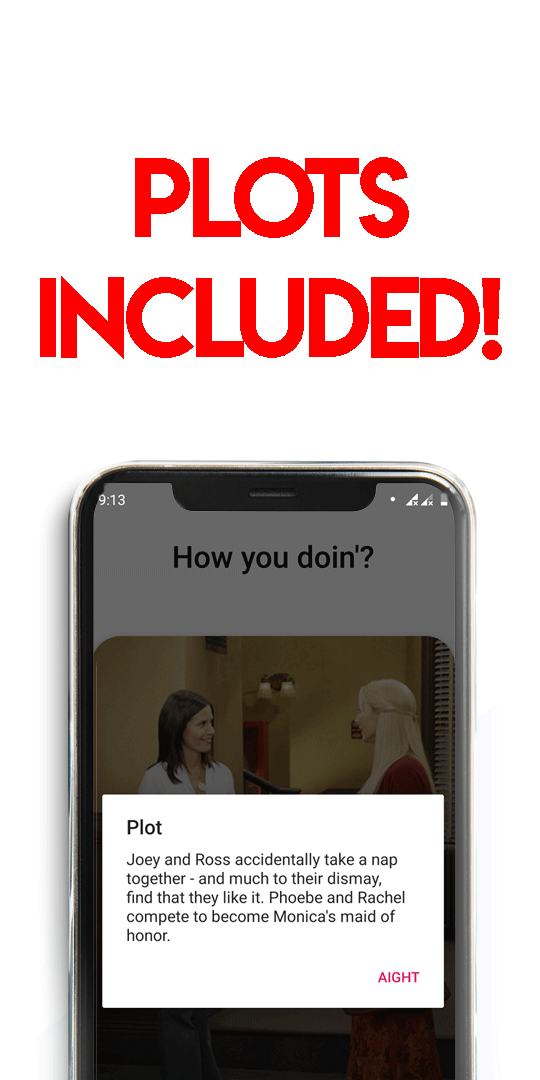 PLOTS
INCLUDED!
9:13
How you doin'?
Plot
Joey and Ross accidentally take a nap
together - and much to their dismay,
find that they like it. Phoebe and Rachel
compete to become Monica's maid of
honor.
AIGHT